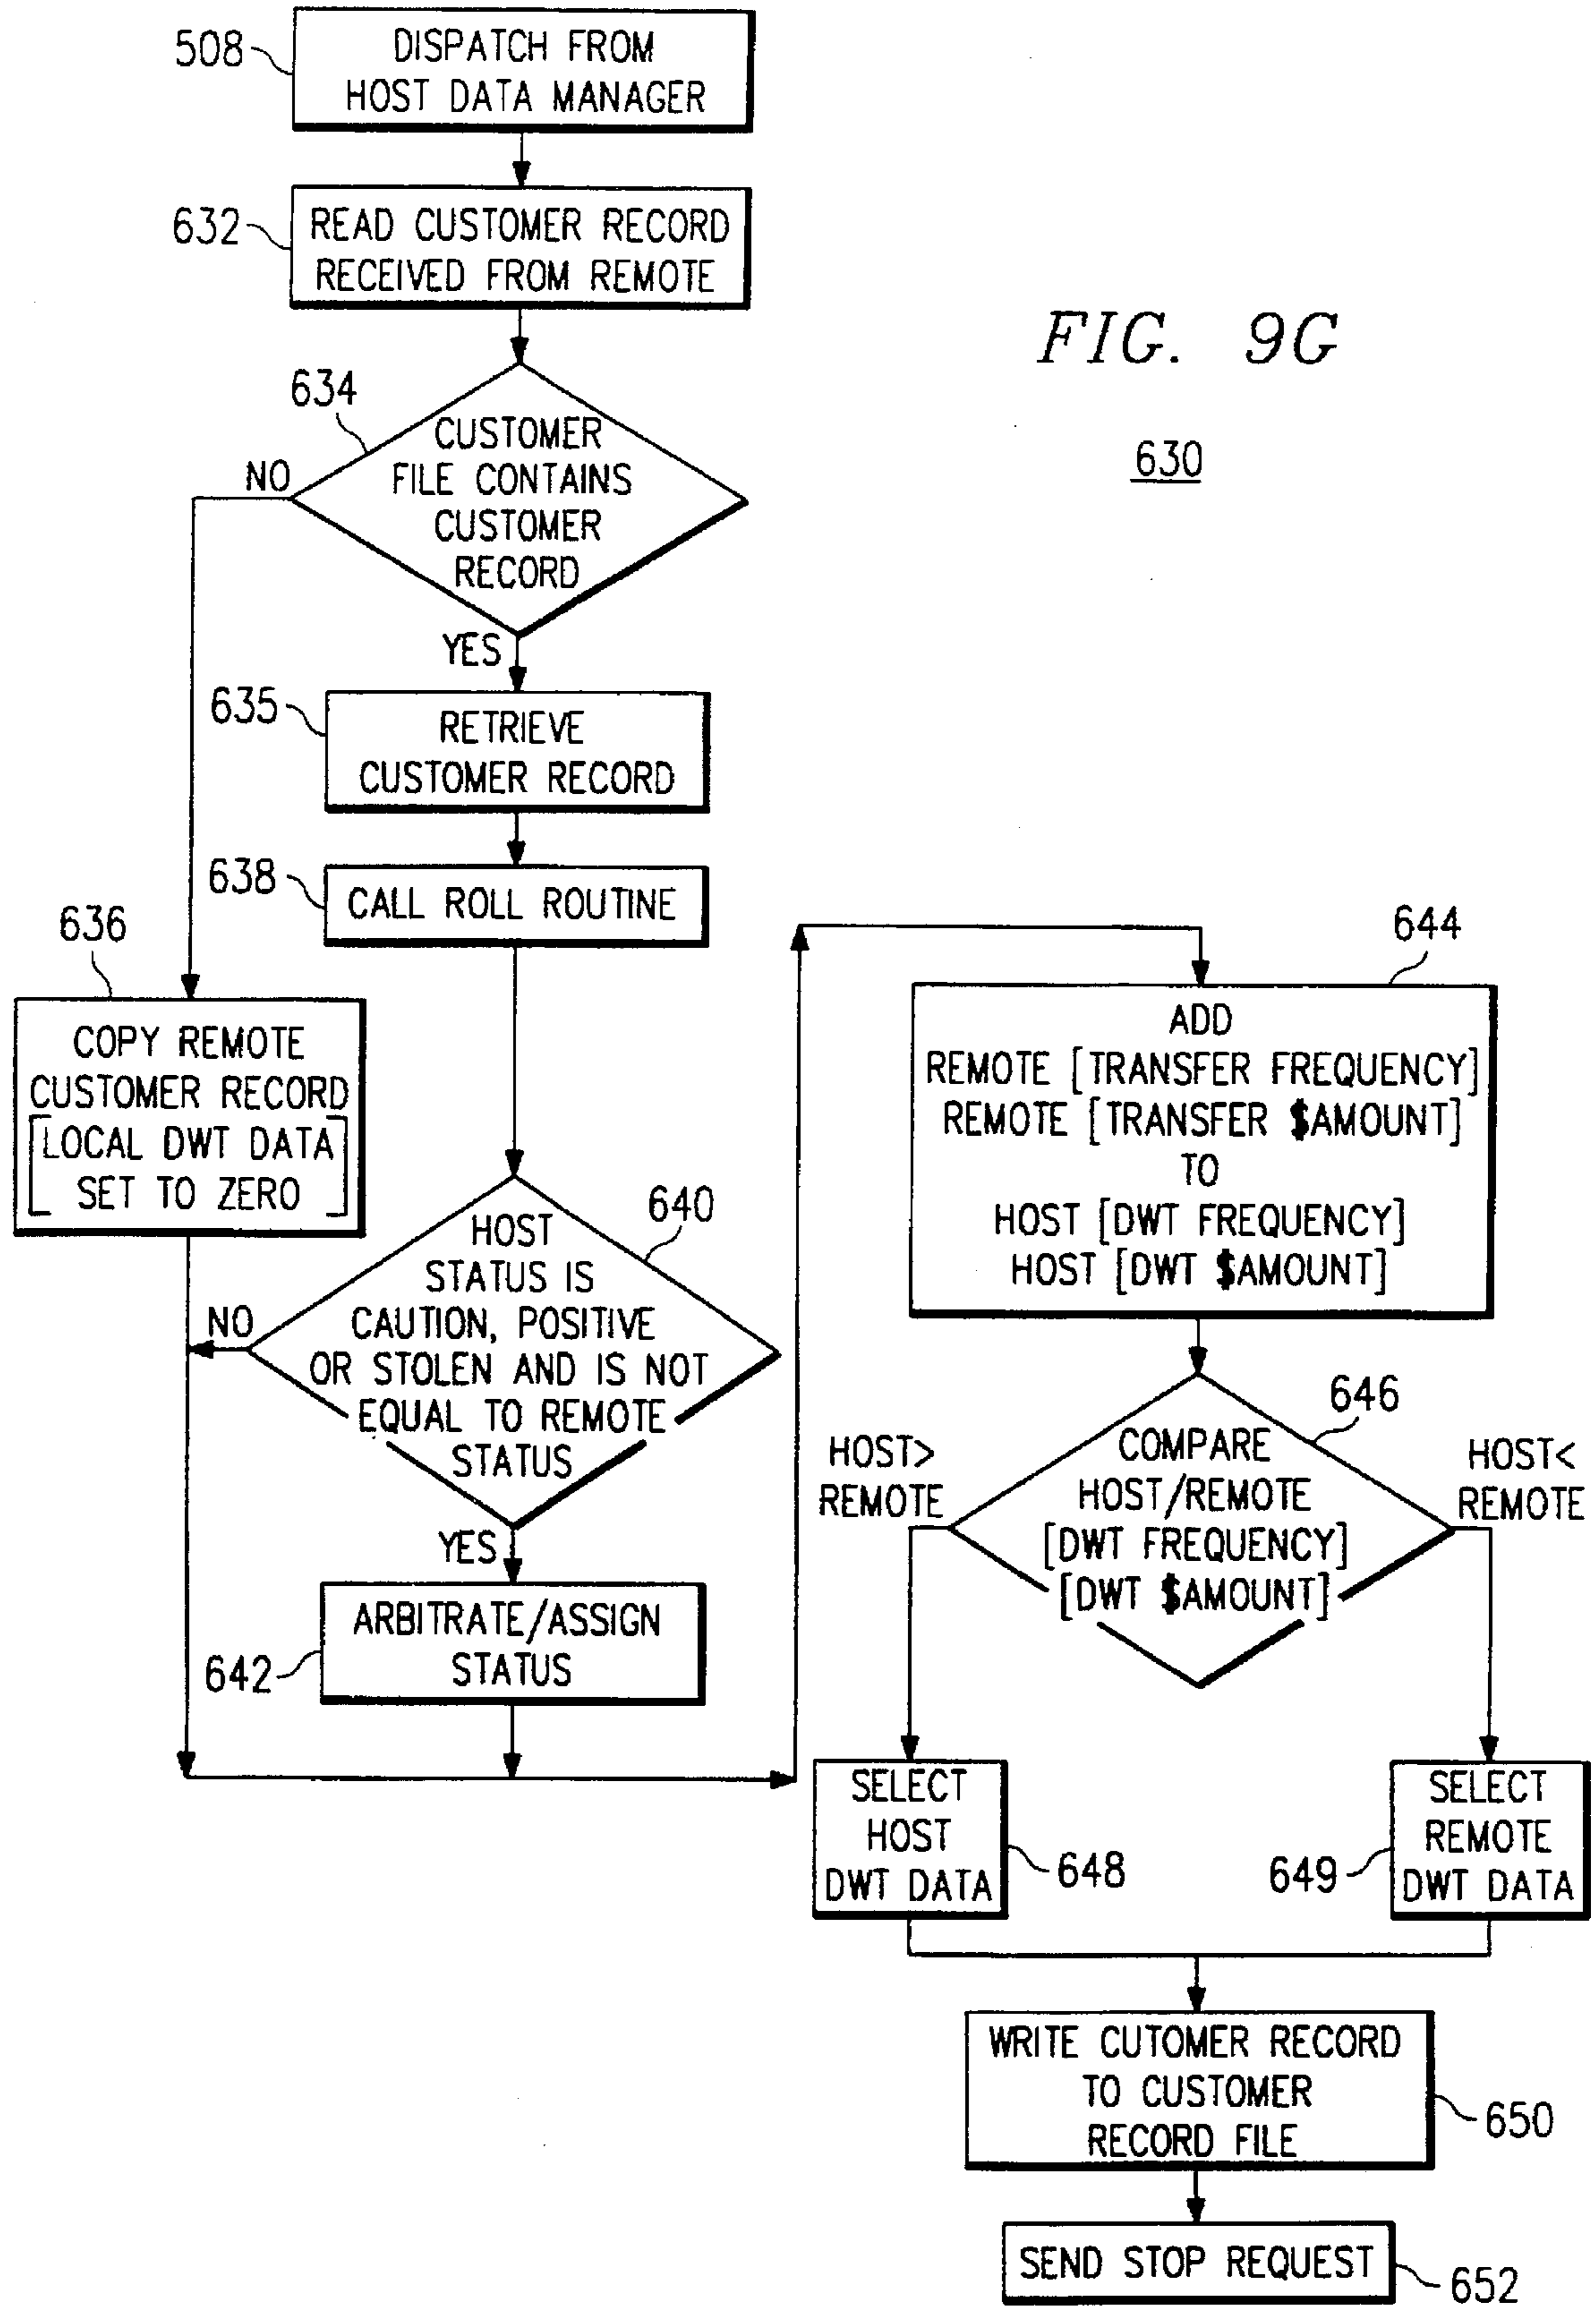 508
DISPATCH FROM
HOST DATA MANAGER
632
READ CUSTOMER RECORD
RECEIVED FROM REMOTE
FIG. 9G
630
634
CUSTOMER
FILE CONTAINS
CUSTOMER
RECORD
NO
YES
635
RETRIEVE
CUSTOMER RECORD
638
CALL ROLL ROUTINE
636
COPY REMOTE
CUSTOMER RECORD
[LOCAL DWT DATA
SET TO ZERO]
640
HOST
STATUS IS
CAUTION, POSITIVE
OR STOLEN AND IS NOT
EQUAL TO REMOTE
STATUS
NO
YES
ARBITRATE/ASSIGN
STATUS
642
644
ADD
REMOTE [TRANSFER FREQUENCY]
REMOTE [TRANSFER $AMOUNT]
TO
HOST [DWT FREQUENCY]
HOST [DWT $AMOUNT]
646
COMPARE
HOST/REMOTE
[DWT FREQUENCY]
[DWT $AMOUNT]
HOST>
REMOTE
HOST<
REMOTE
SELECT
HOST
DWT DATA
648
649
SELECT
REMOTE
DWT DATA
WRITE CUTOMER RECORD
TO CUSTOMER
RECORD FILE
650
SEND STOP REQUEST
652